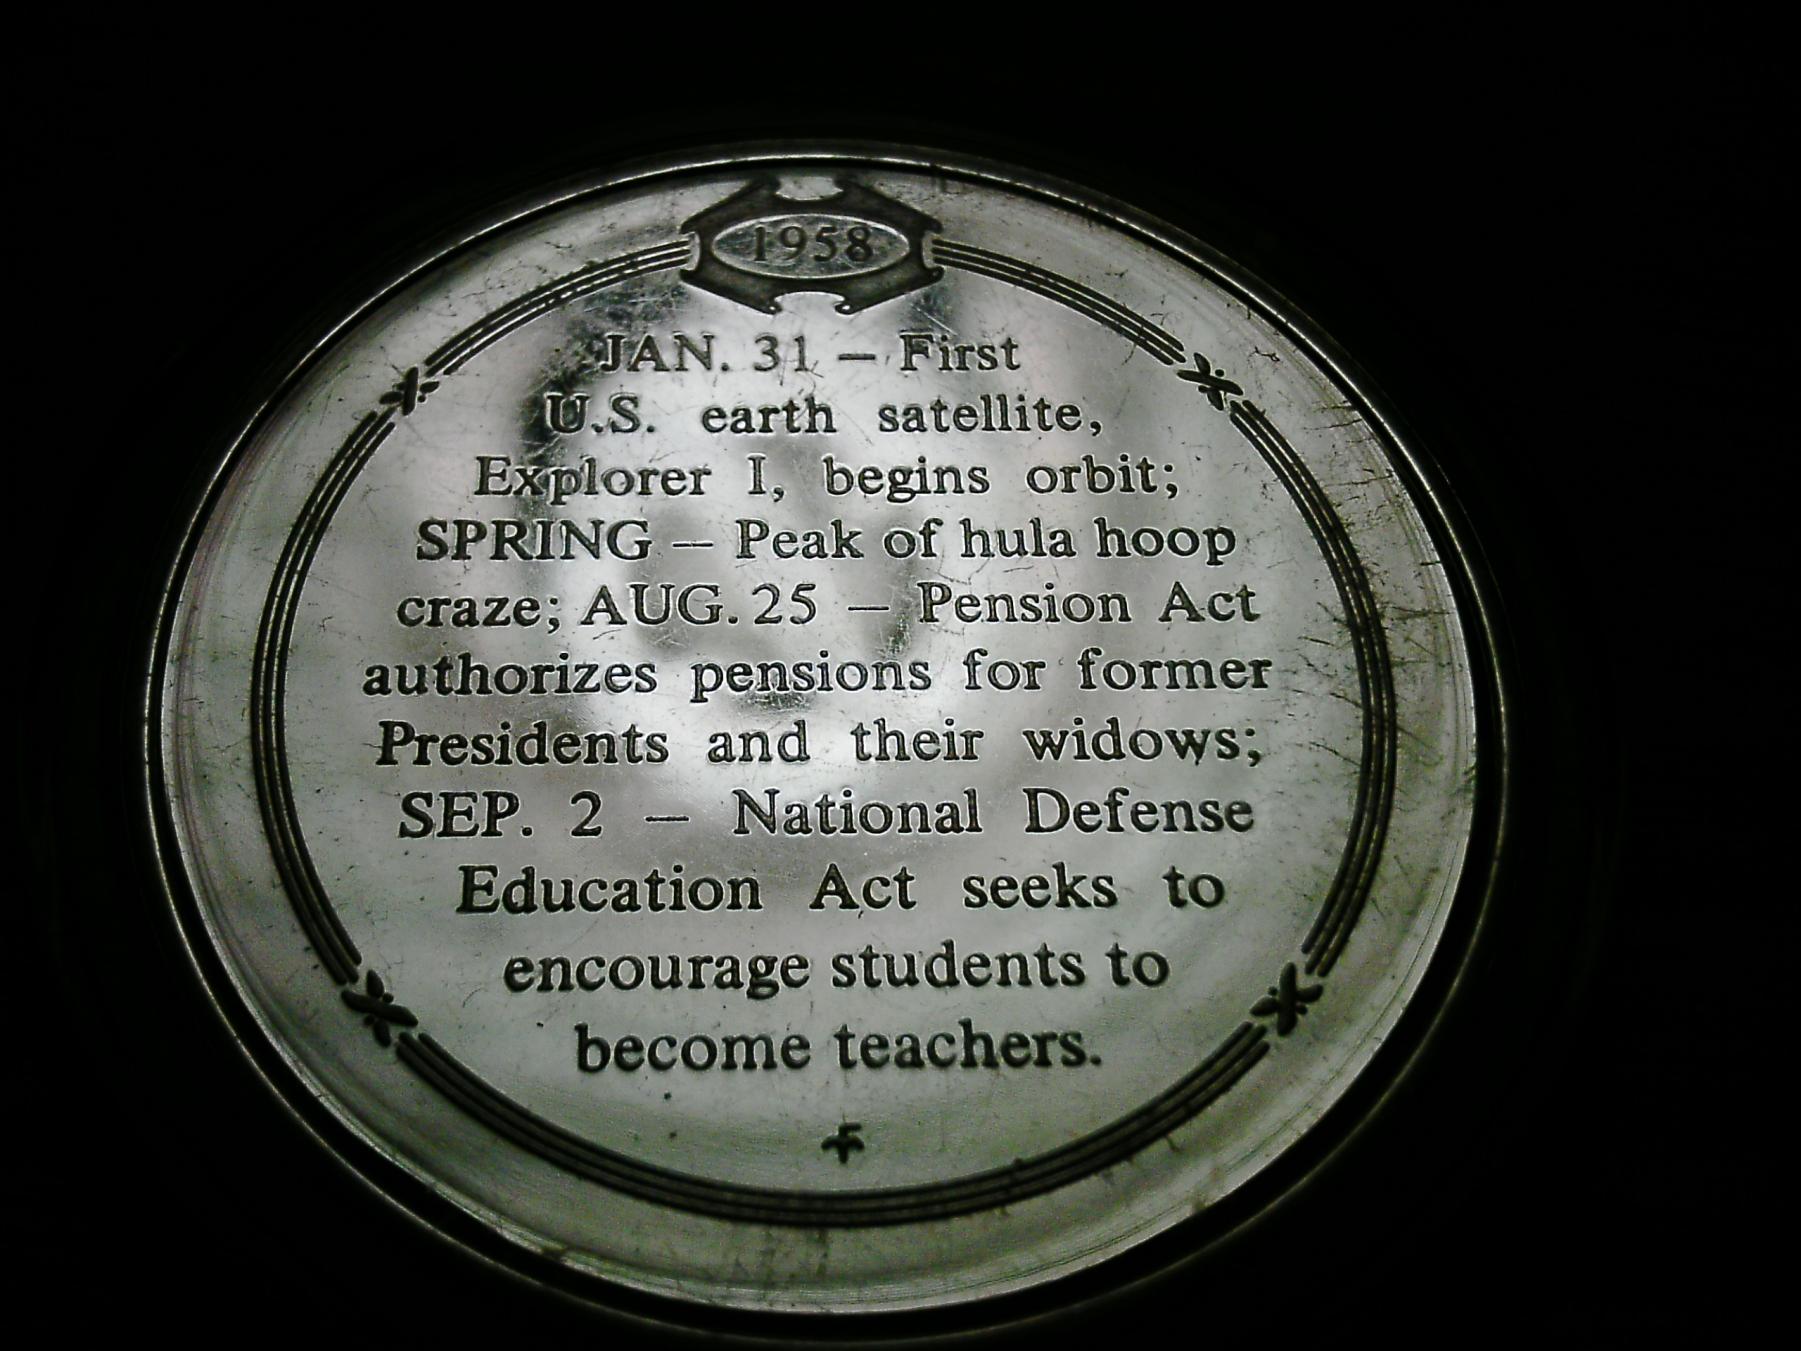 1958
JAN. 31 — First
U.S. earth satellite,
Explorer I, begins orbit;
SPRING — Peak of hula hoop
craze; AUG. 25 — Pension Act
authorizes pensions for former
Presidents and their widows;
SEP. 2 — National Defense
Education Act seeks to
encourage students to
become teachers.